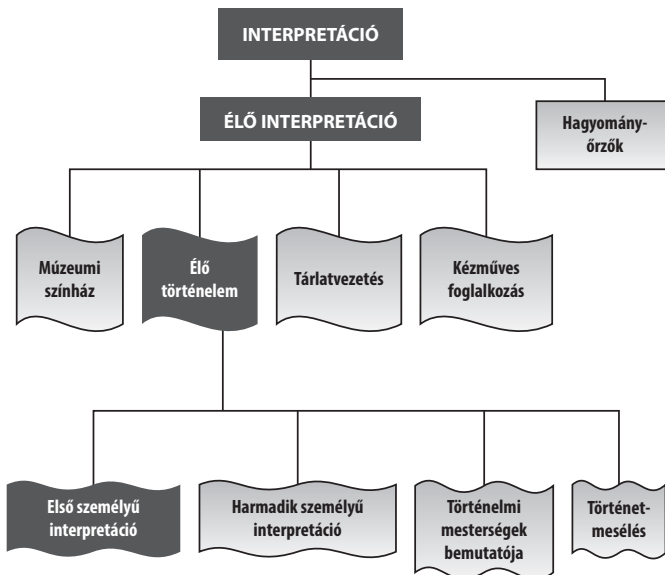 INTERPRETÁCIÓ
ÉLŐ INTERPRETÁCIÓ
Hagyomány-
őrzők
Múzeumi
színház
Élő
történelem
Tárlatvezetés
Kézműves
foglalkozás
Első személyű
interpretáció
Harmadik személyű
interpretáció
Történelmi
mesterségek
bemutatója
Történet-
mesélés